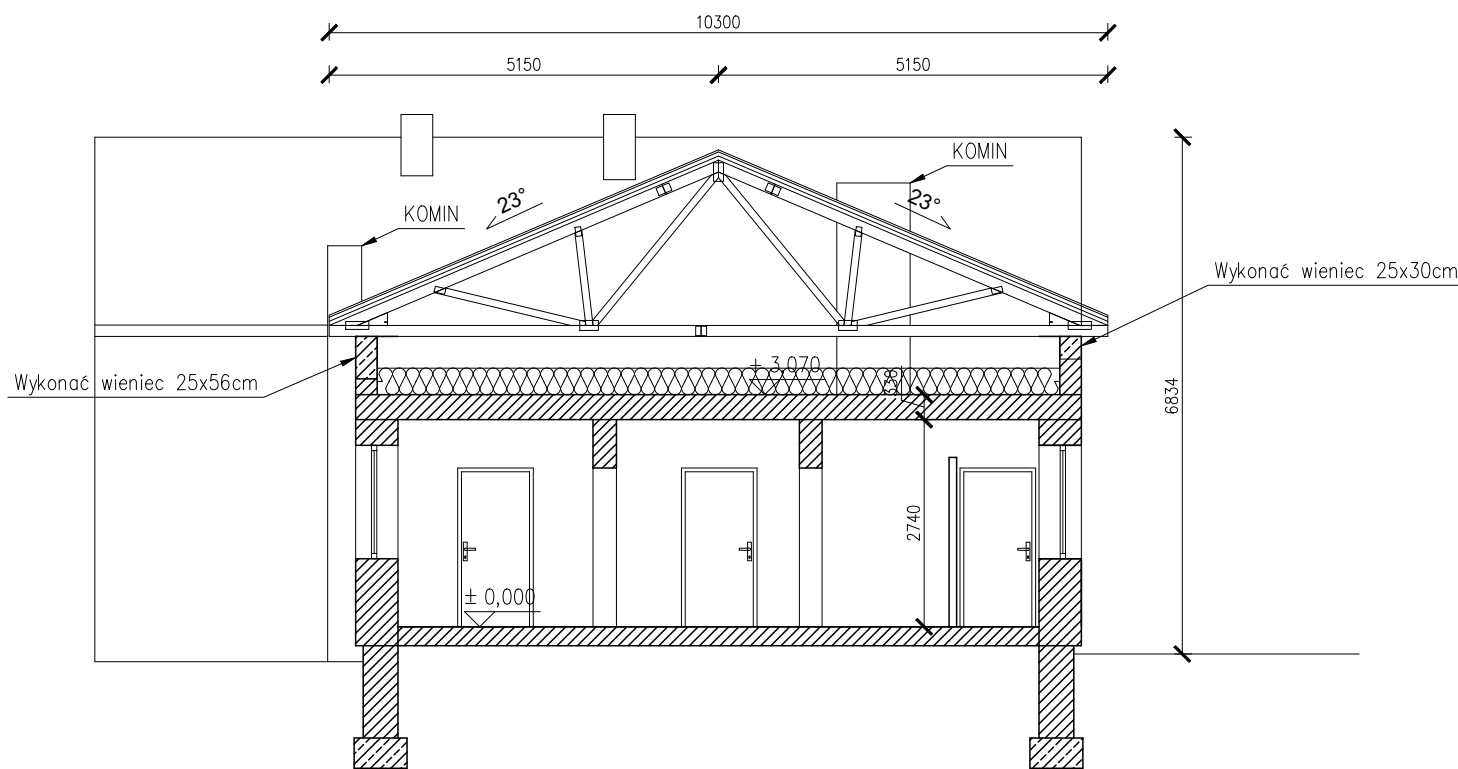 10300
5150
5150
KOMIN
23°
23°
KOMIN
Wykonać wieniec 25x30cm
± 3,070
330
Wykonać wieniec 25x56cm
6834
2740
± 0,000